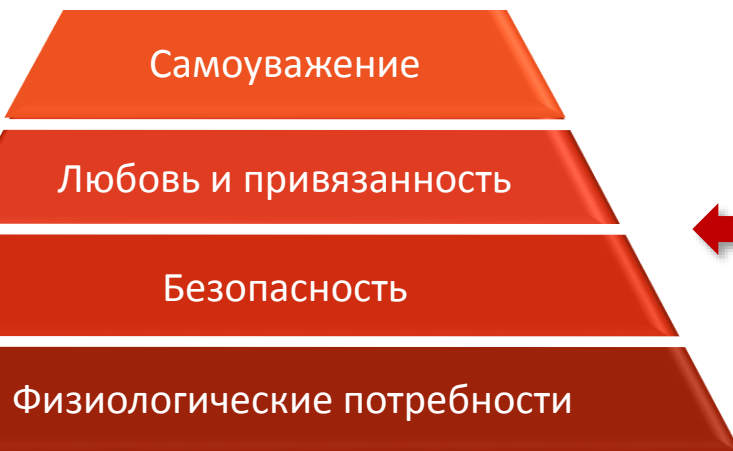 Самоуважение
Любовь и привязанность
Безопасность
Физиологические потребности